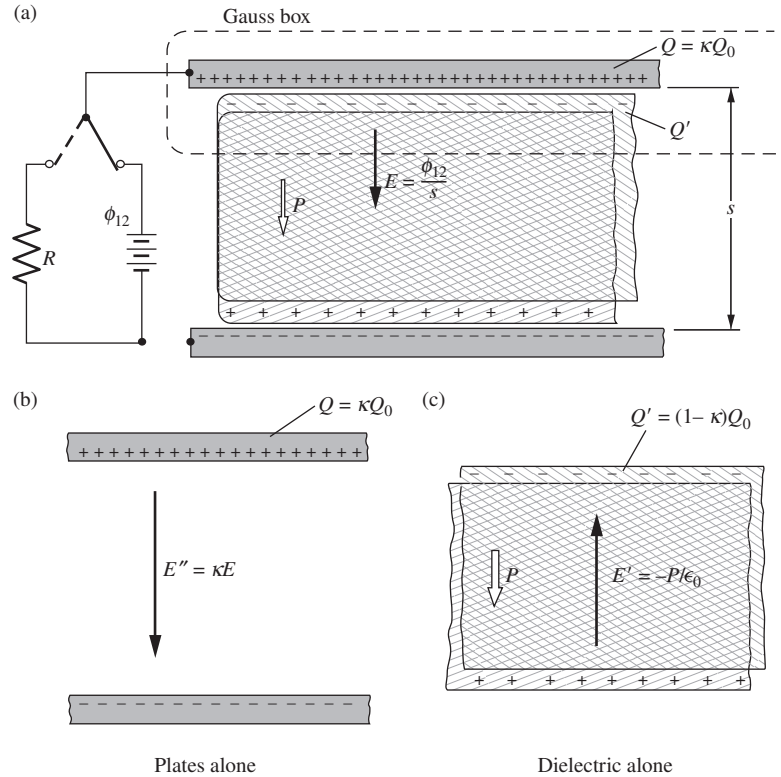 (a)
Gauss box
Q = κQ₀
+ + + + + + + + + + + + + + + + + + + + + + + + + + + + + + + + + +
− − − − − − − − − − − − − −
Q′
E = ϕ₁₂/s
P
s
ϕ₁₂
R
+ + + + + + + + + + +
− − − − − − − − − − − − − − − − − − − − − − − −
(b)
Q = κQ₀
+ + + + + + + + + + + + + + + + + + +
E″ = κE
− − − − − − − − − − − − − −
Plates alone
(c)
Q′ = (1– κ)Q₀
− − − − − − − − − −
P
E′ = –P/ϵ₀
+ + + + + + + + + +
Dielectric alone